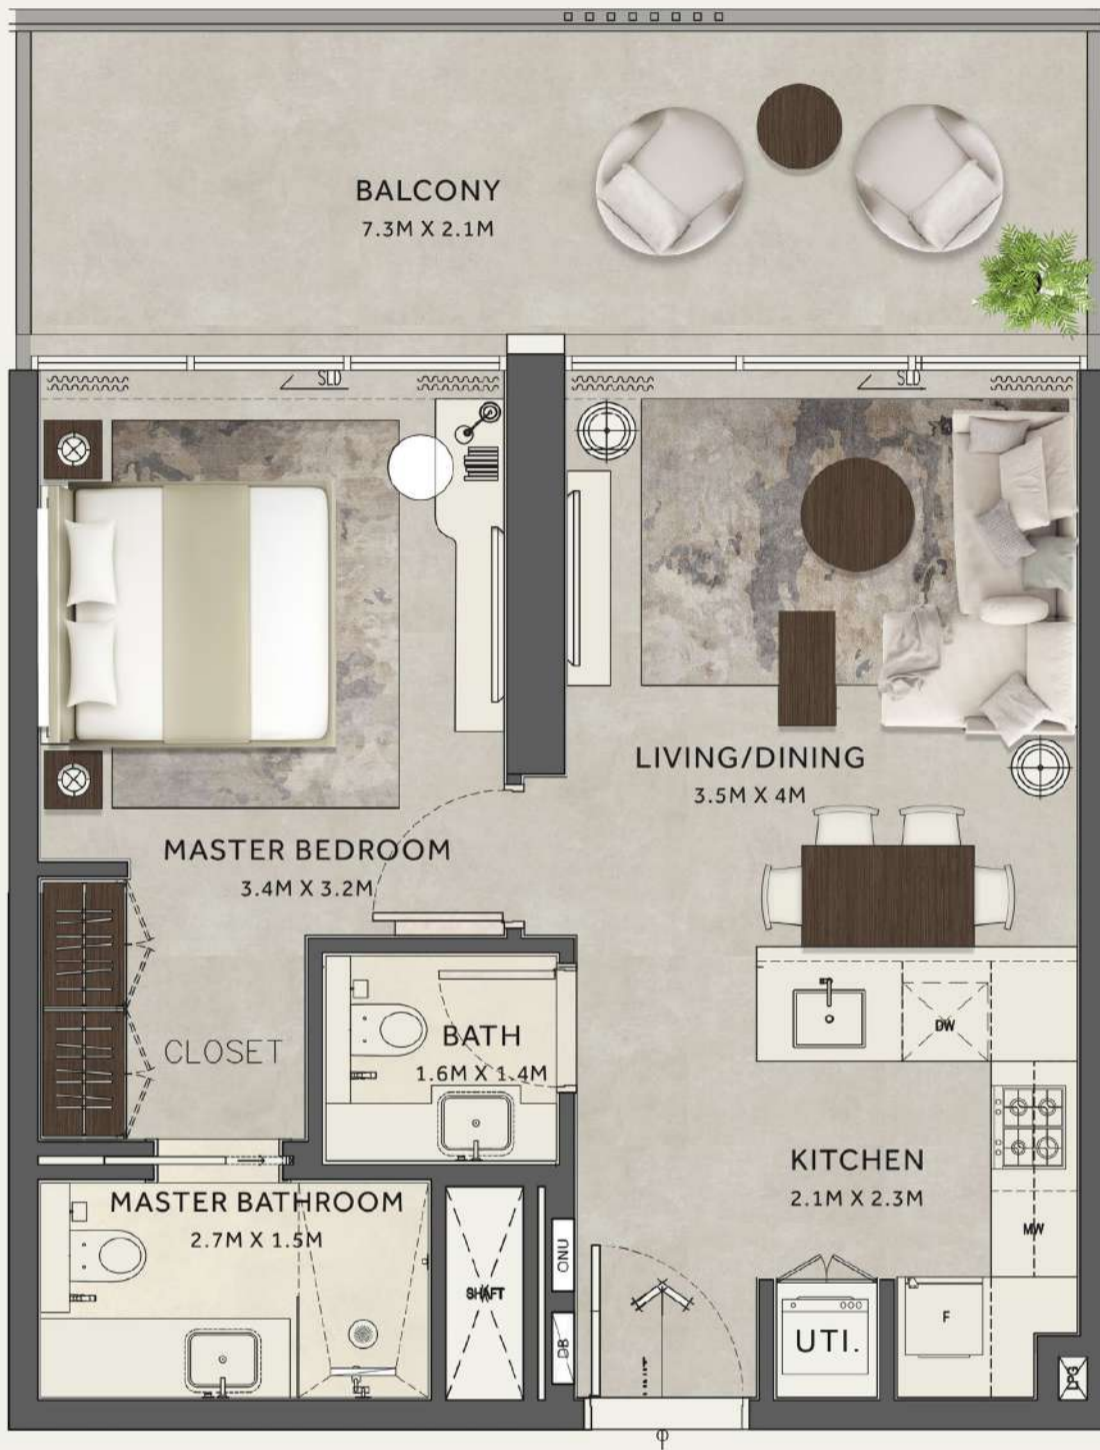 BALCONY
7.3M X 2.1M
SLD
SLD
LIVING/DINING
3.5M X 4M
MASTER BEDROOM
3.4M X 3.2M
CLOSET
BATH
1.6M X 1.4M
DW
KITCHEN
2.1M X 2.3M
MW
MASTER BATHROOM
2.7M X 1.5M
SHAFT
ONU
DB
UTI.
F
LPG